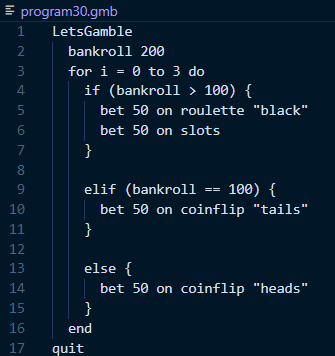 program30.gmb
1 LetsGamble
2   bankroll 200
3   for i = 0 to 3 do
4     if (bankroll > 100) {
5       bet 50 on roulette "black"
6       bet 50 on slots
7     }
8
9     elif (bankroll == 100) {
10       bet 50 on coinflip "tails"
11     }
12
13     else {
14       bet 50 on coinflip "heads"
15     }
16   end
17 quit